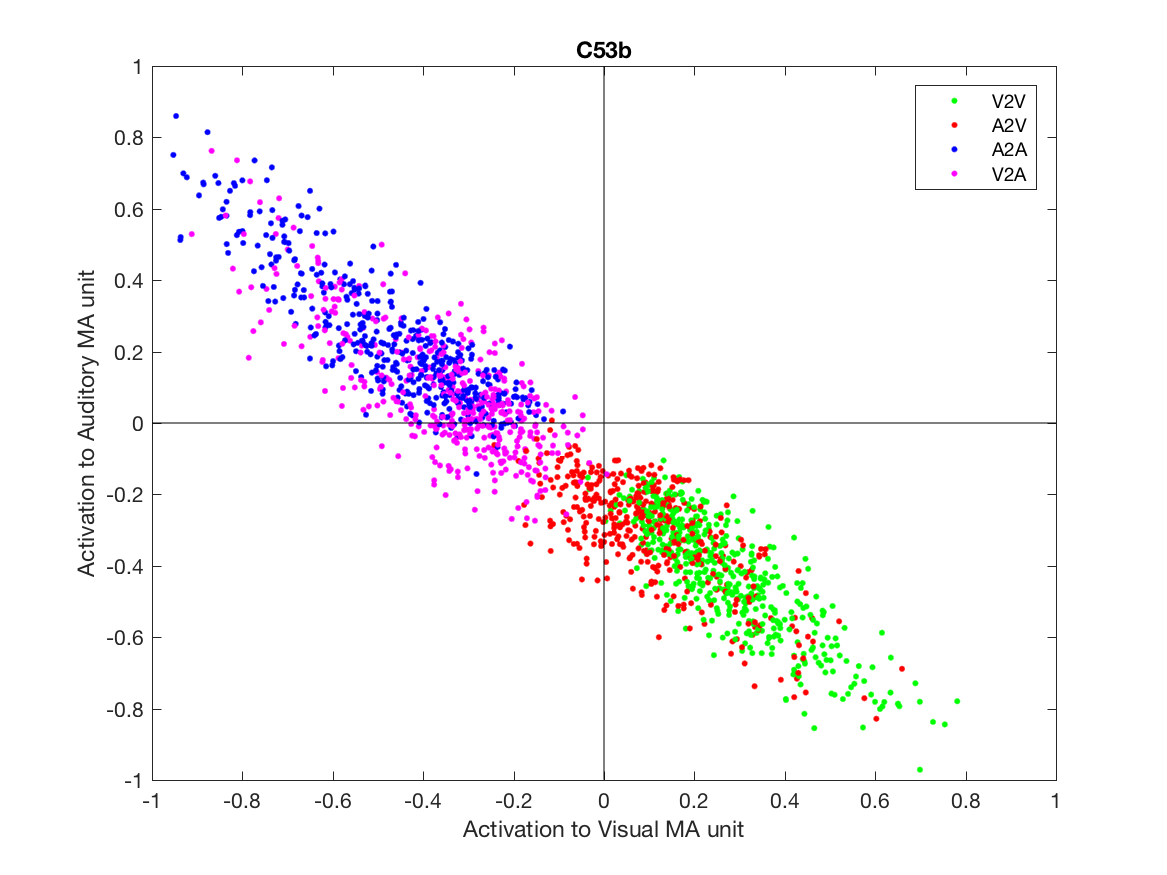 C53b
1
0.8
0.6
0.4
0.2
0
-0.2
-0.4
-0.6
-0.8
-1
Activation to Auditory MA unit
V2V
A2V
A2A
V2A
-1 -0.8 -0.6 -0.4 -0.2 0 0.2 0.4 0.6 0.8 1
Activation to Visual MA unit